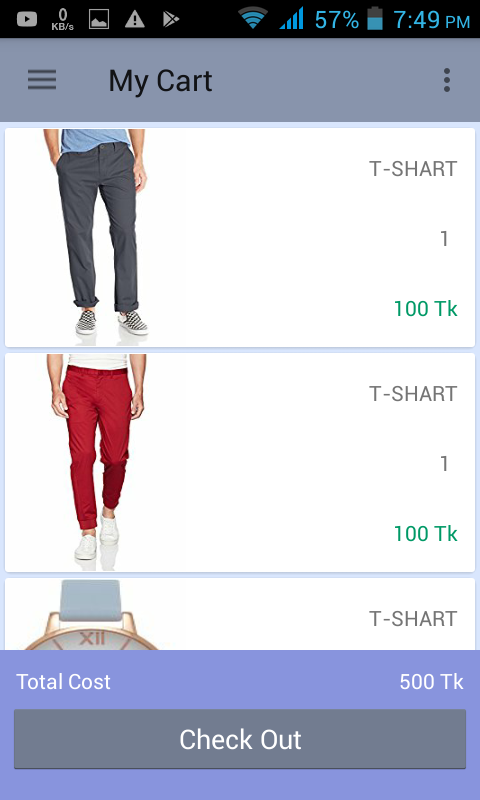 0
KB/s
57%
7:49 PM
My Cart
T-SHART
1
100 Tk
T-SHART
1
100 Tk
XII
T-SHART
Total Cost
500 Tk
Check Out